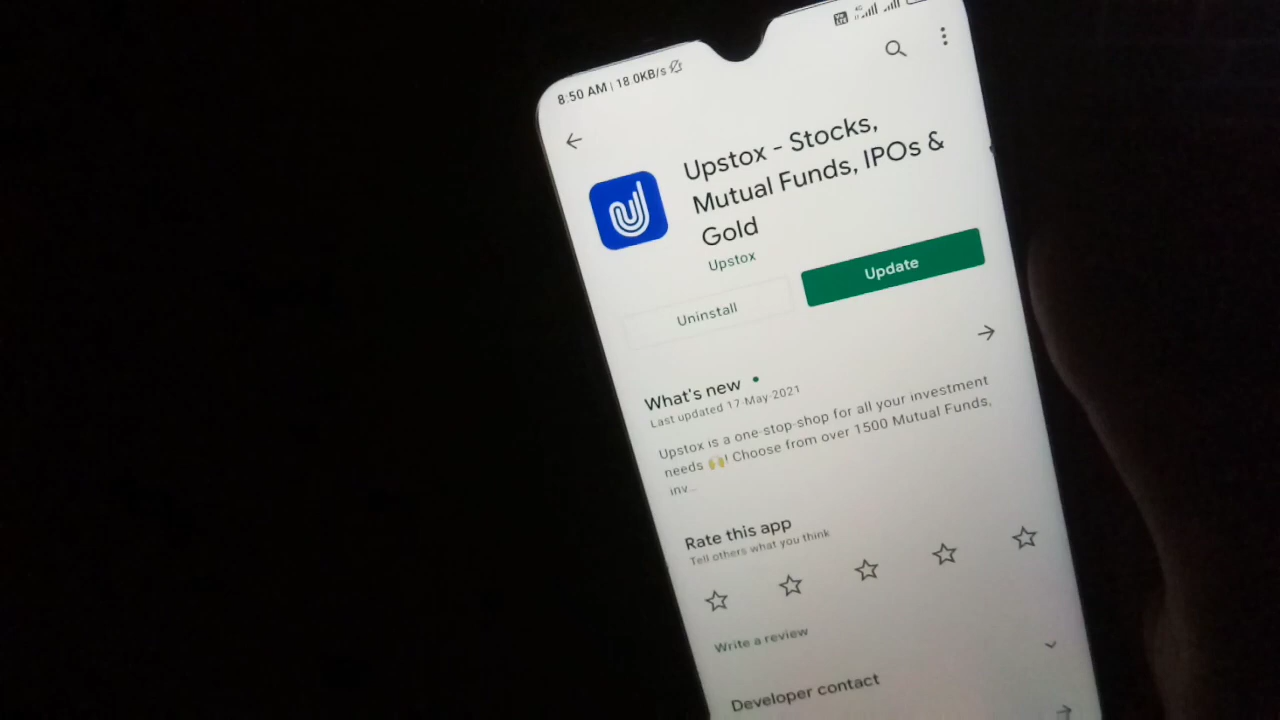 8:50 AM | 18.0KB/s
Upstox - Stocks,
Mutual Funds, IPOs &
Gold
Upstox
Uninstall
Update
What's new
Last updated 17-May-2021
Upstox is a one-stop-shop for all your investment
needs 🙌! Choose from over 1500 Mutual Funds,
inv...
Rate this app
Tell others what you think
Write a review
Developer contact